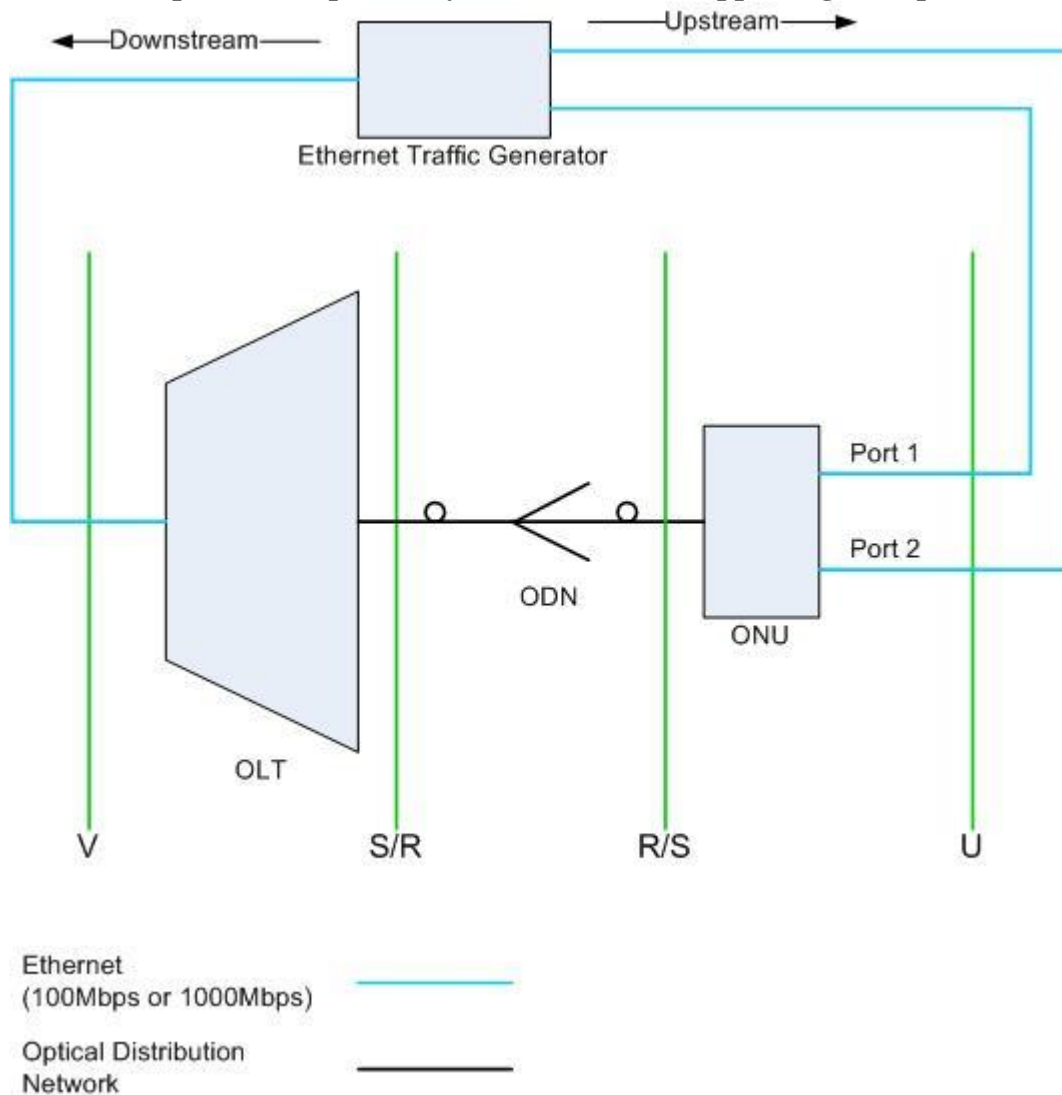 Downstream
Upstream
Ethernet Traffic Generator
Port 1
Port 2
ODN
ONU
OLT
V
S/R
R/S
U
Ethernet
(100Mbps or 1000Mbps)
Optical Distribution
Network